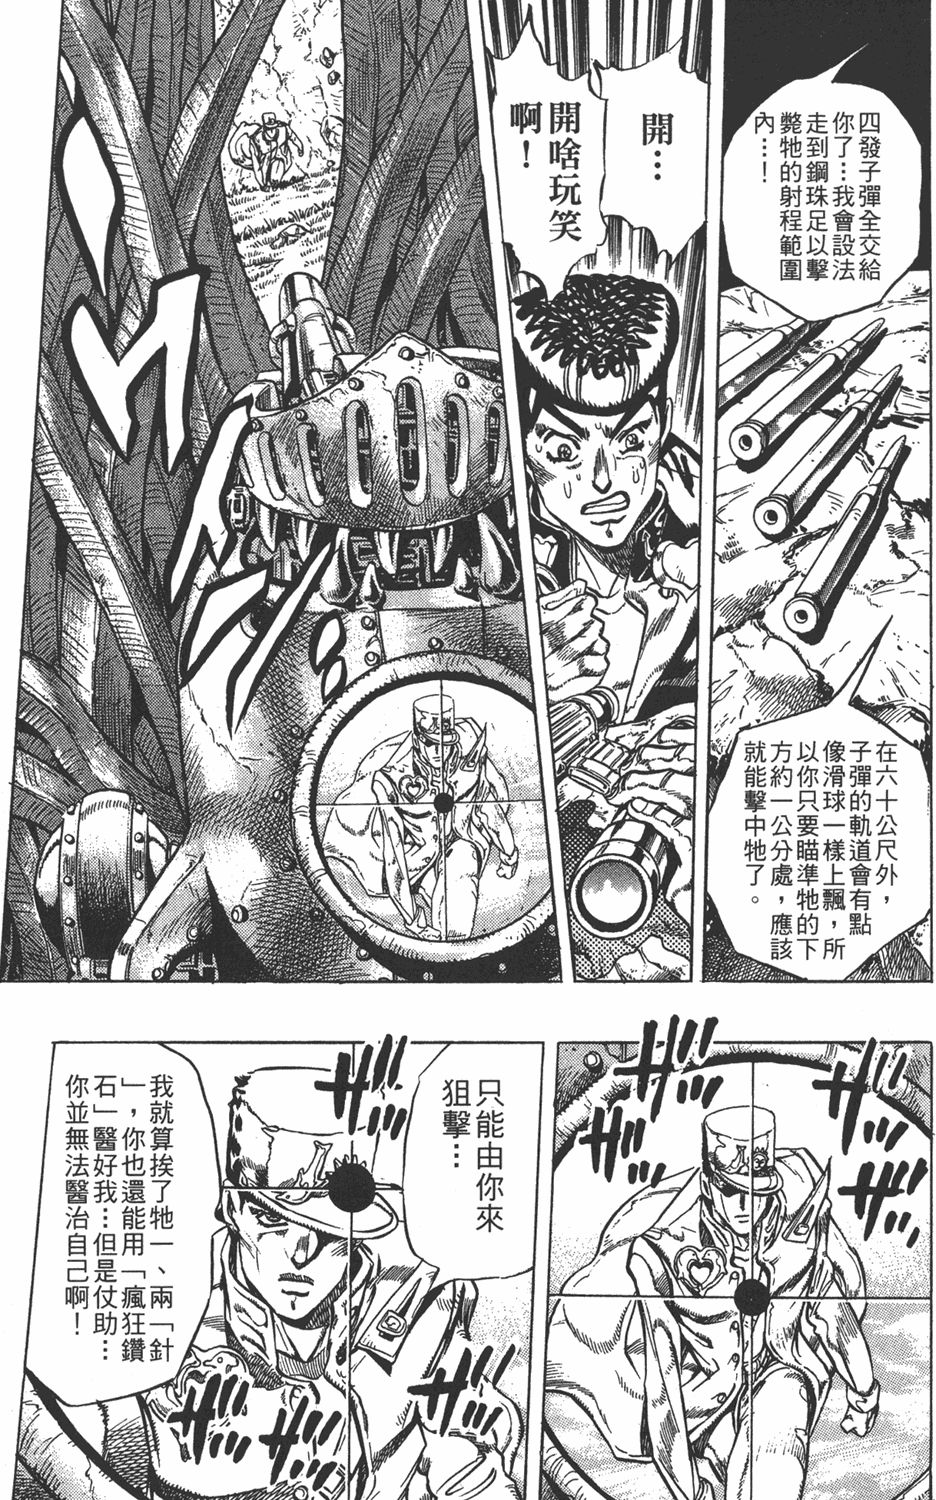 四發子彈全交給
你了…我會設法
走到鋼珠足以擊
斃牠的射程範圍
內…！
在六十公尺外，
子彈的軌道會有點
像滑球一樣上飄，所
以你只要瞄準牠的下
方約一公分處，應該
就能擊中牠了。
開…
開啥玩笑
啊！
只能由你來
狙擊…
我就算挨了牠一、兩「針
」，你也還能用「瘋狂鑽
石」醫好我…但是仗助…
你並無法醫治自己啊！